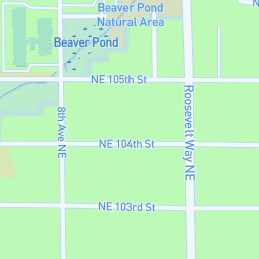 Beaver Pond
Natural Area
Beaver Pond
NE 105th St
8th Ave NE
Roosevelt Way NE
NE 104th St
NE 103rd St